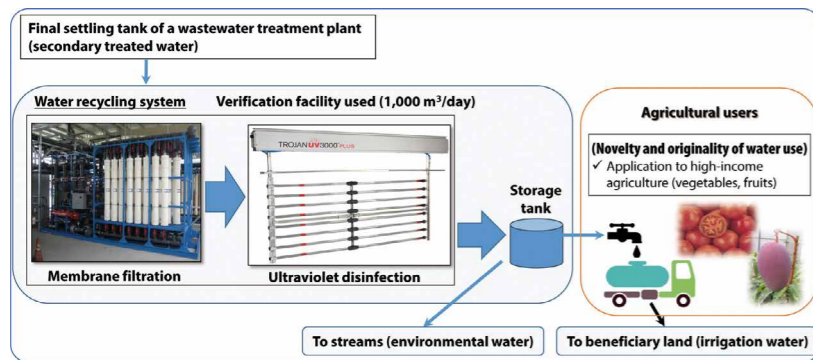 Final settling tank of a wastewater treatment plant
(secondary treated water)
Water recycling system
Verification facility used (1,000 m³/day)
TROJANUV3000™PLUS
Membrane filtration
Ultraviolet disinfection
Storage
tank
Agricultural users
(Novelty and originality of water use)
✓ Application to high-income
agriculture (vegetables, fruits)
To streams (environmental water)
To beneficiary land (irrigation water)